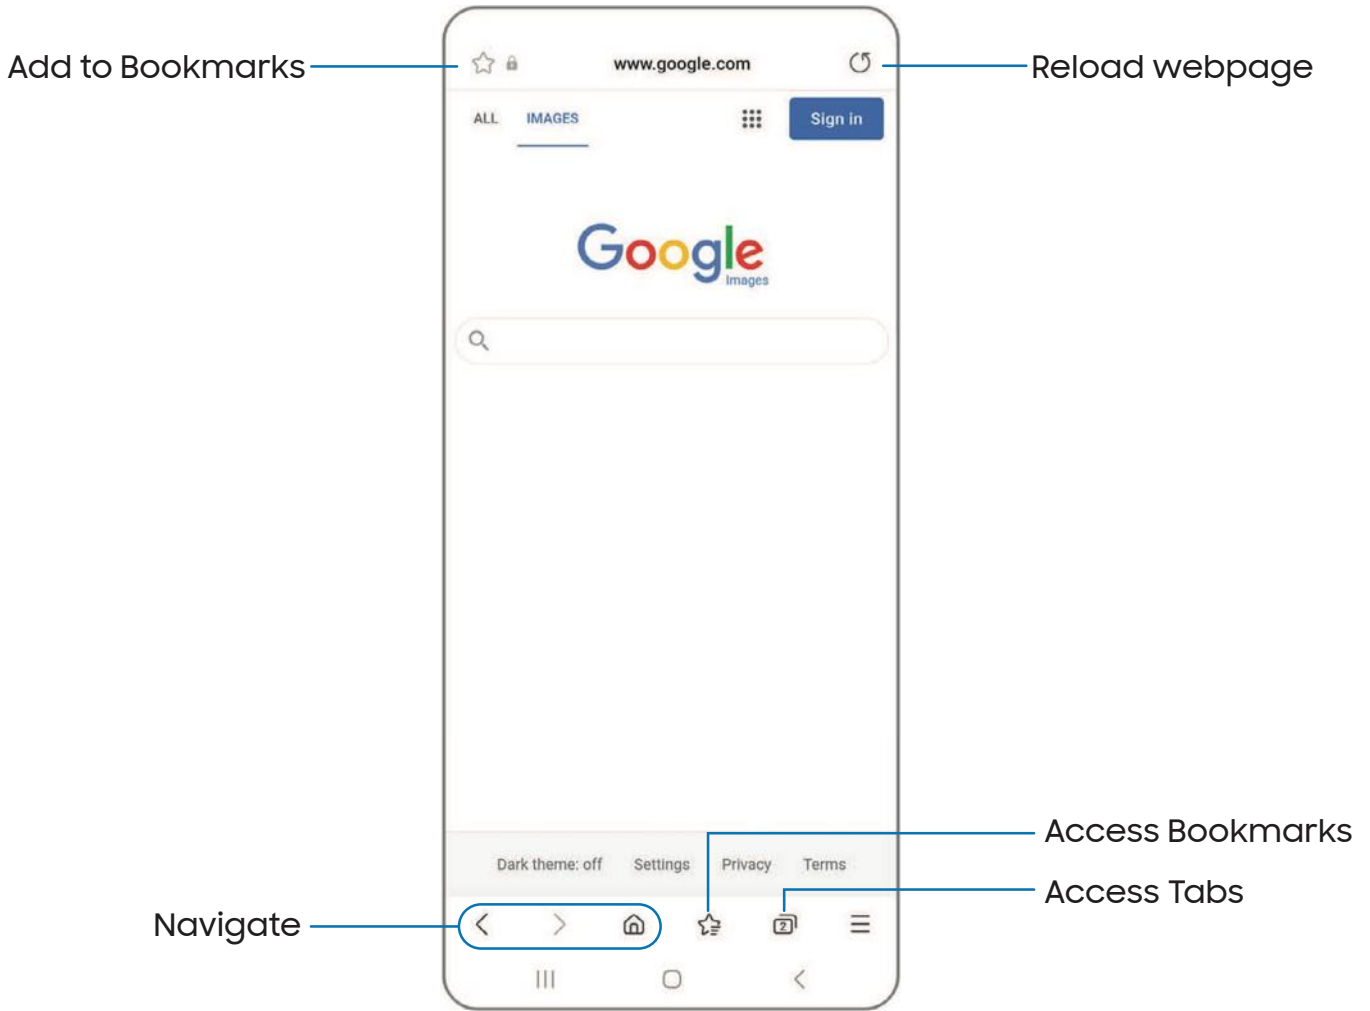 Add to Bookmarks
www.google.com
Reload webpage
ALL IMAGES
Sign in
Google
Images
Access Bookmarks
Dark theme: off Settings Privacy Terms
Access Tabs
Navigate
2